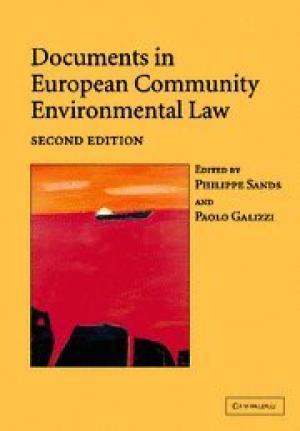 Documents in
European Community
Environmental Law
SECOND EDITION
EDITED BY
PHILIPPE SANDS
AND
PAOLO GALIZZI
CAMBRIDGE